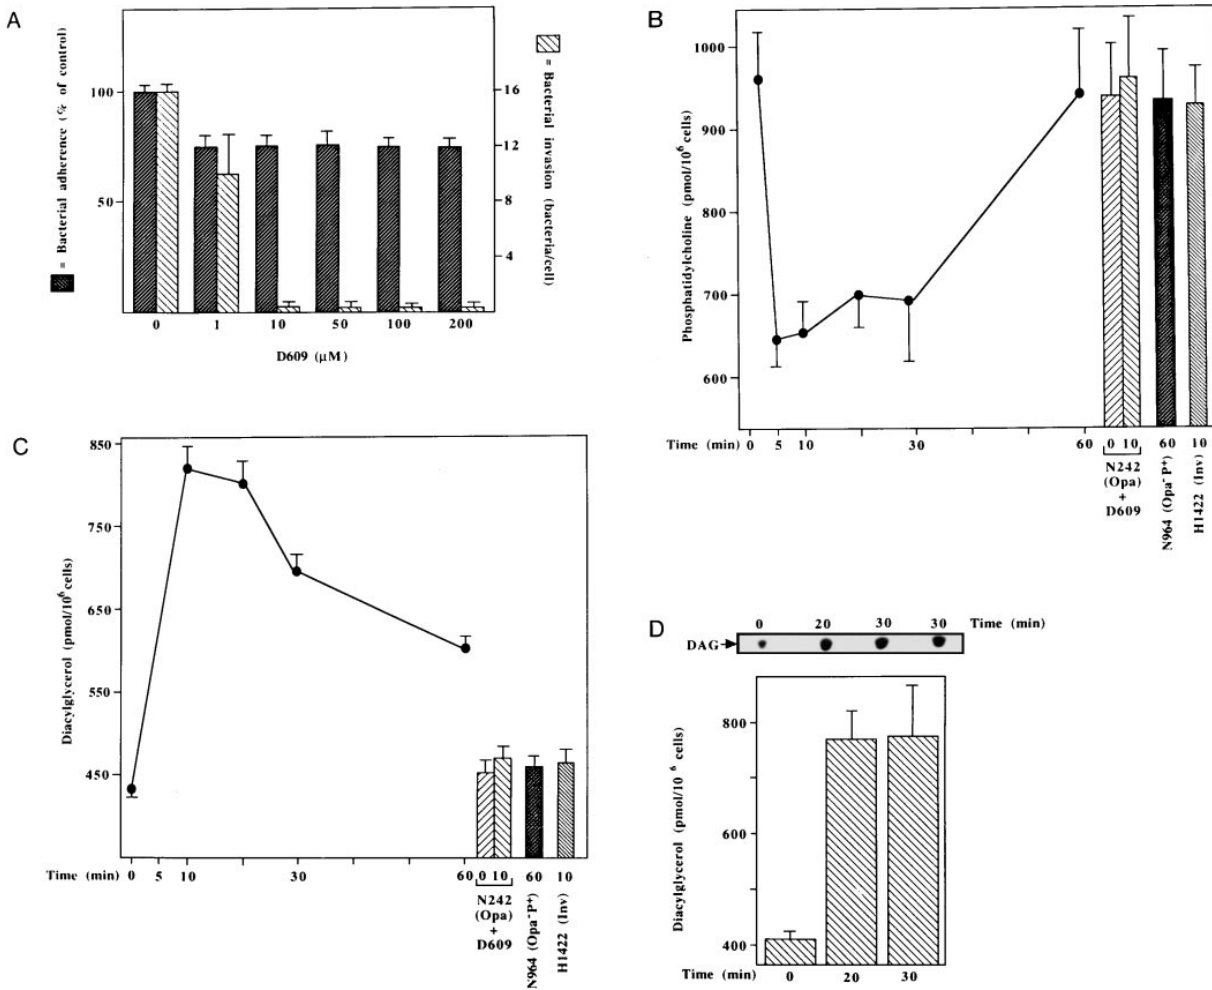 A
= Bacterial adherence (% of control)
100
50
16
12
8
4
= Bacterial invasion (bacteria/cell)
0 1 10 50 100 200
D609 (µM)
B
Phosphatidylcholine (pmol/10⁶ cells)
1000
900
800
700
600
Time (min) 0 5 10 30 60 0 10 60 10
N242
(Opa)
+
D609
N964 (Opa⁻P⁺)
H1422 (Inv)
C
Diacylglycerol (pmol/10⁶ cells)
850
750
650
550
450
Time (min) 0 5 10 30 60 0 10 60 10
N242
(Opa)
+
D609
N964 (Opa⁻P⁺)
H1422 (Inv)
D
0 20 30 30 Time (min)
DAG
Diacylglycerol (pmol/10⁶ cells)
800
600
400
Time (min) 0 20 30